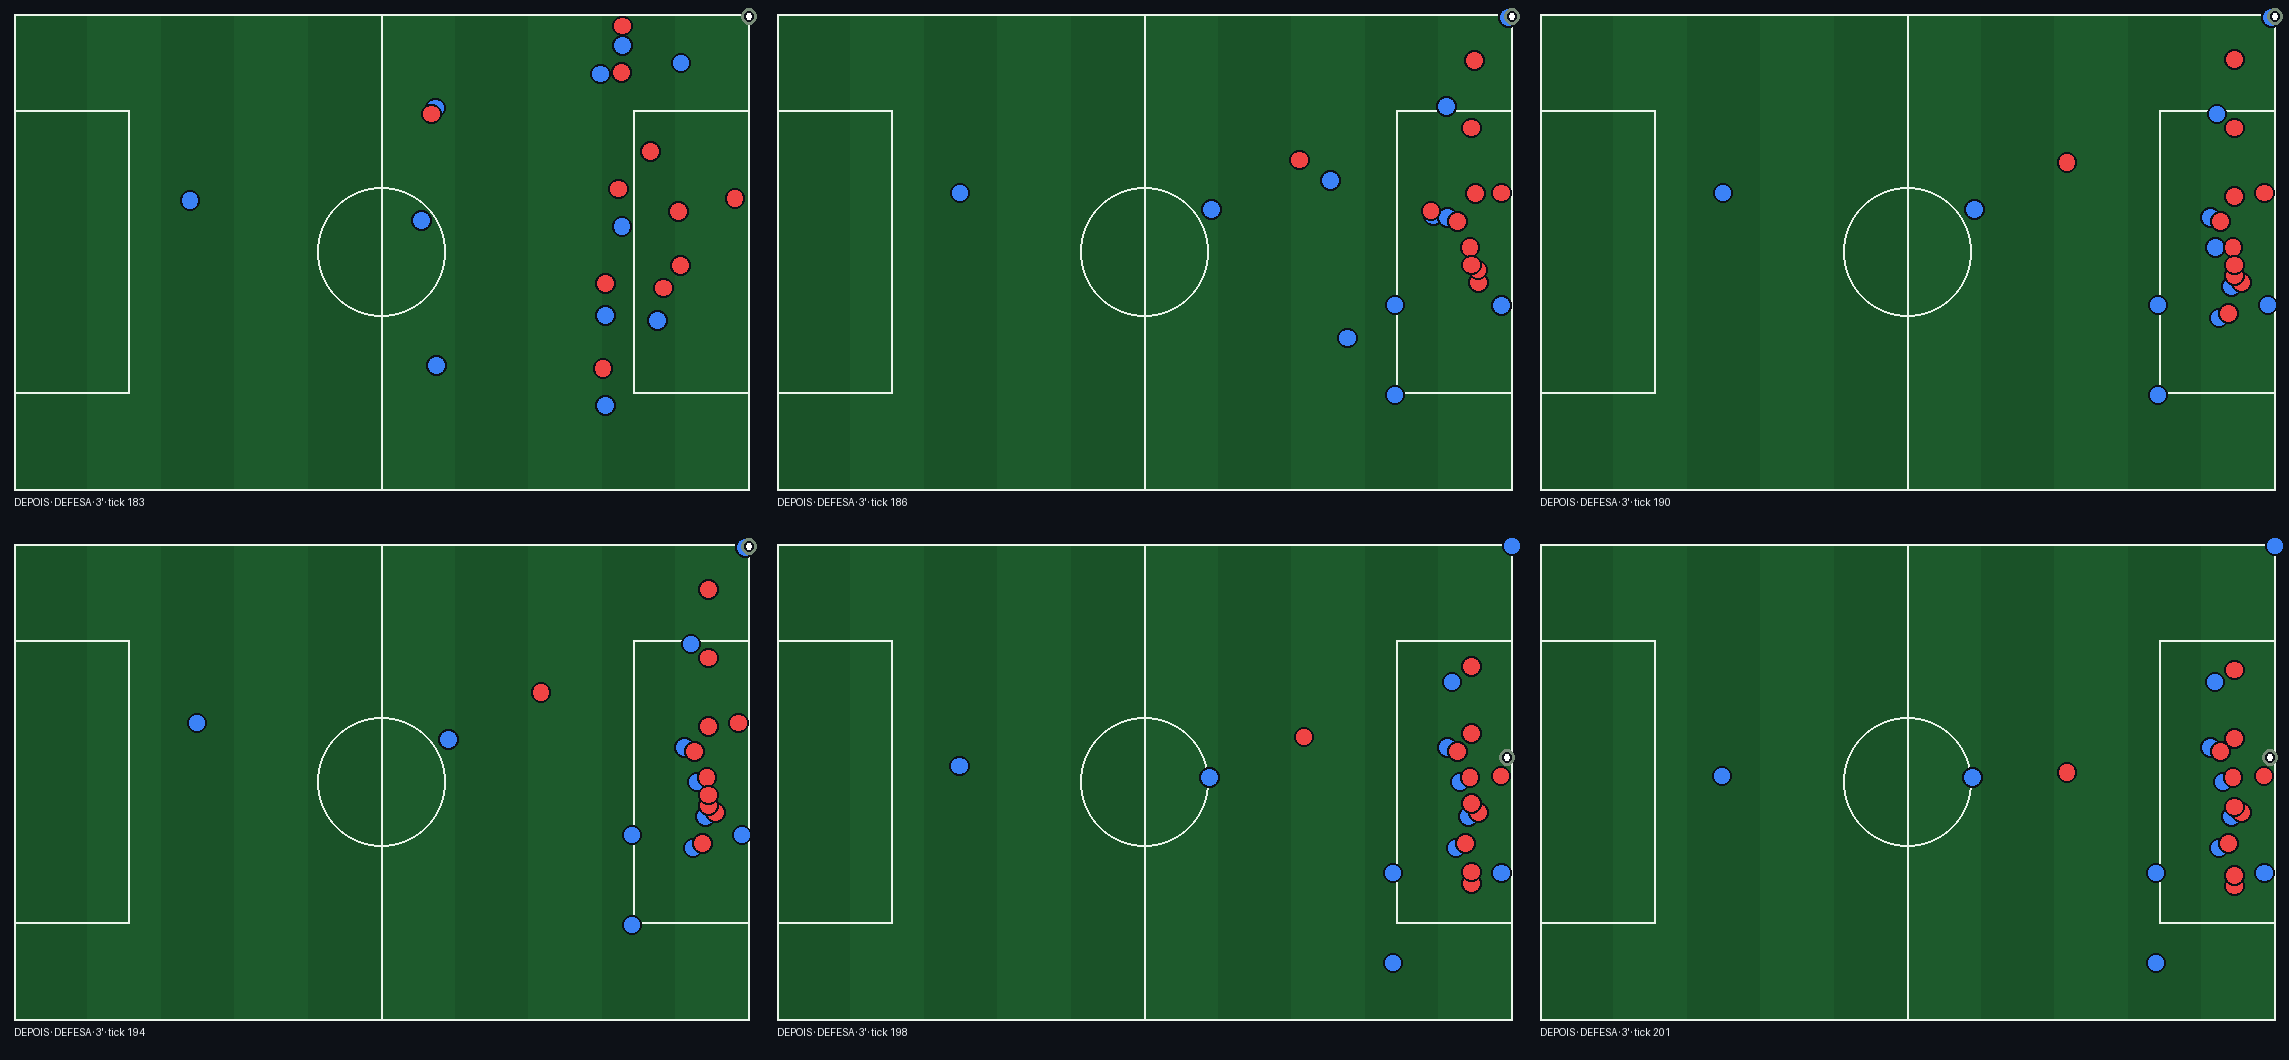 DEPOIS·DEFESA·3'·tick 183
DEPOIS·DEFESA·3'·tick 186
DEPOIS·DEFESA·3'·tick 190
DEPOIS·DEFESA·3'·tick 194
DEPOIS·DEFESA·3'·tick 198
DEPOIS·DEFESA·3'·tick 201